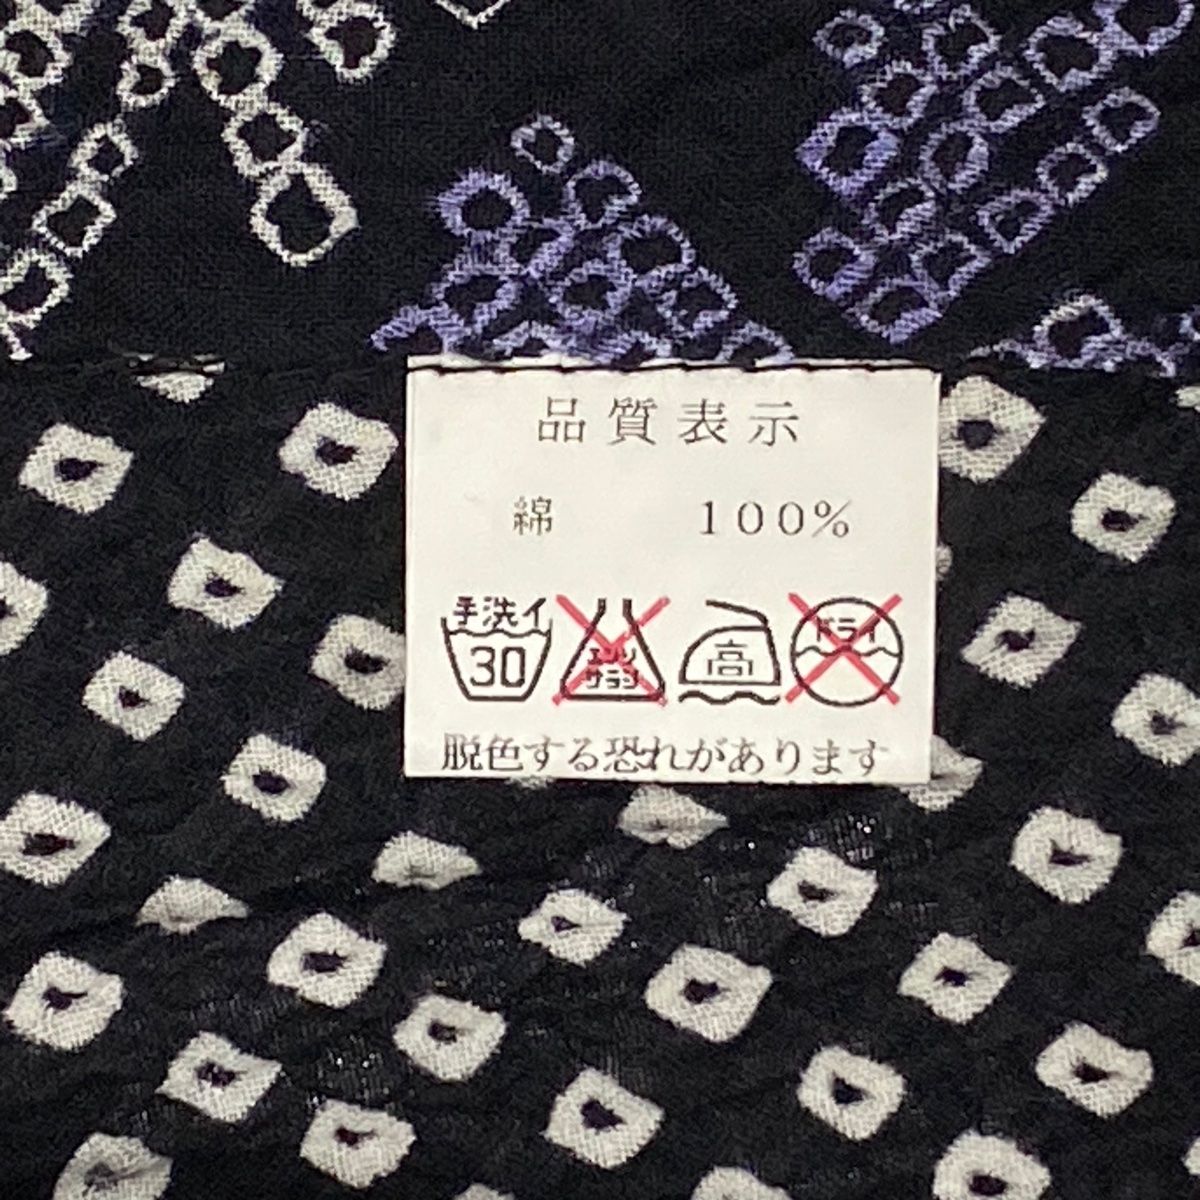 品質表示
綿 100%
手洗イ 30 エンソサラシ 高 ドライ
脱色する恐れがあります